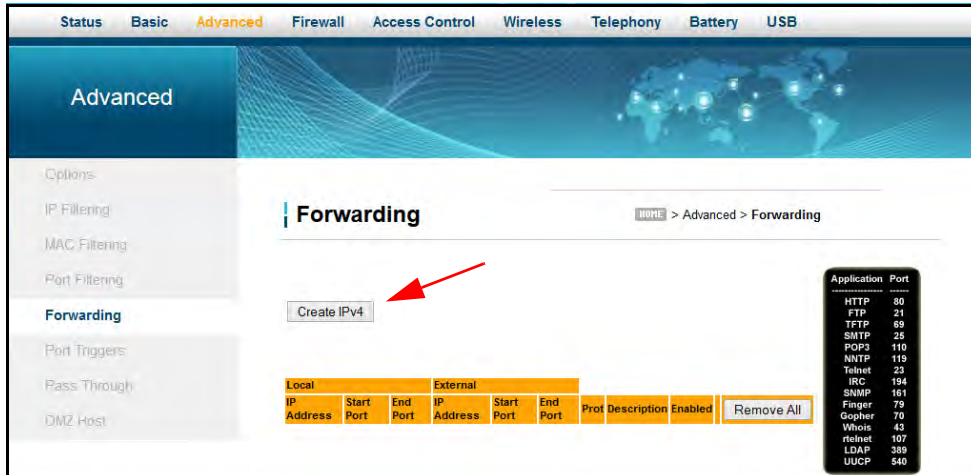 Status Basic Advanced Firewall Access Control Wireless Telephony Battery USB
Advanced
Options
IP Filtering
MAC Filtering
Port Filtering
Forwarding
Port Triggers
Pass Through
DMZ Host
Forwarding
HOME > Advanced > Forwarding
Create IPv4
Local External
IP Address Start Port End Port IP Address Start Port End Port Prot Description Enabled Remove All
Application Port
HTTP 80
FTP 21
TFTP 69
SMTP 25
POP3 110
NNTP 119
Telnet 23
IRC 194
SNMP 161
Finger 79
Gopher 70
Whois 43
rtelnet 107
LDAP 389
UUCP 540